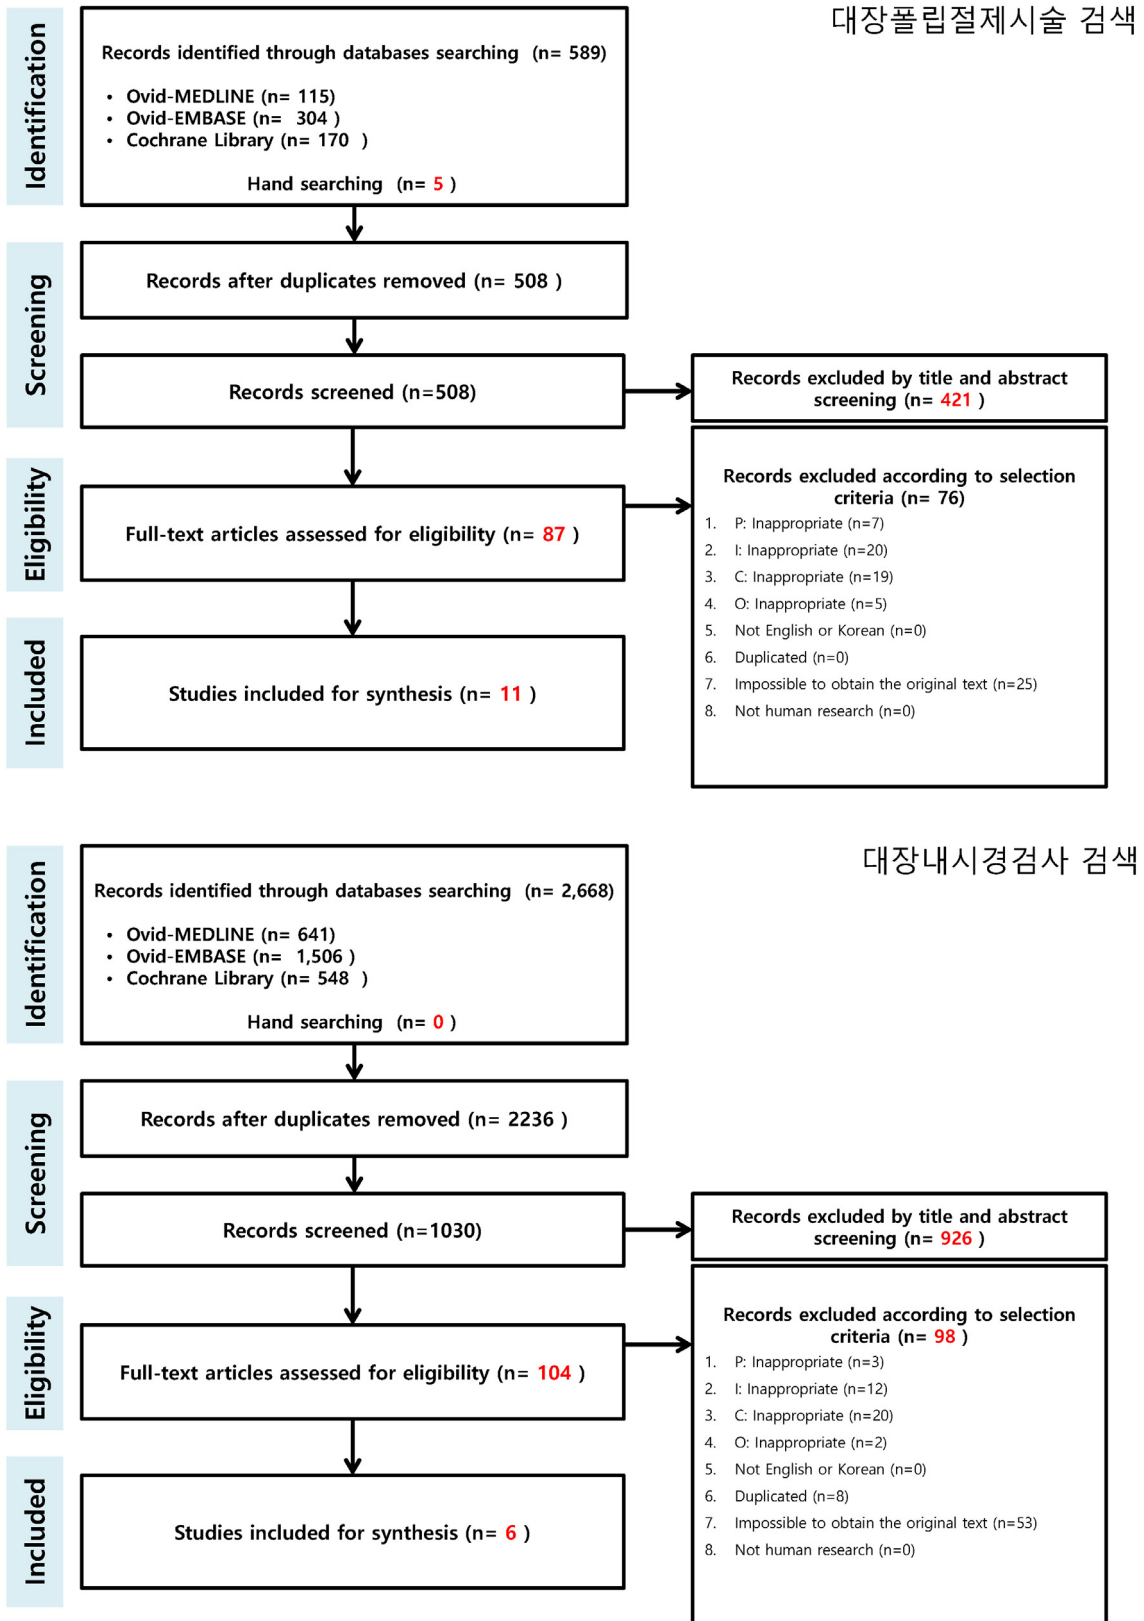 대장폴립절제시술 검색
Identification
Records identified through databases searching (n= 589)
• Ovid-MEDLINE (n= 115)
• Ovid-EMBASE (n= 304 )
• Cochrane Library (n= 170 )
Hand searching (n= 5 )
Screening
Records after duplicates removed (n= 508 )
Records screened (n=508)
Records excluded by title and abstract
screening (n= 421 )
Eligibility
Full-text articles assessed for eligibility (n= 87 )
Records excluded according to selection
criteria (n= 76)
1. P: Inappropriate (n=7)
2. I: Inappropriate (n=20)
3. C: Inappropriate (n=19)
4. O: Inappropriate (n=5)
5. Not English or Korean (n=0)
6. Duplicated (n=0)
7. Impossible to obtain the original text (n=25)
8. Not human research (n=0)
Included
Studies included for synthesis (n= 11 )
대장내시경검사 검색
Identification
Records identified through databases searching (n= 2,668)
• Ovid-MEDLINE (n= 641)
• Ovid-EMBASE (n= 1,506 )
• Cochrane Library (n= 548 )
Hand searching (n= 0 )
Screening
Records after duplicates removed (n= 2236 )
Records screened (n=1030)
Records excluded by title and abstract
screening (n= 926 )
Eligibility
Full-text articles assessed for eligibility (n= 104 )
Records excluded according to selection
criteria (n= 98 )
1. P: Inappropriate (n=3)
2. I: Inappropriate (n=12)
3. C: Inappropriate (n=20)
4. O: Inappropriate (n=2)
5. Not English or Korean (n=0)
6. Duplicated (n=8)
7. Impossible to obtain the original text (n=53)
8. Not human research (n=0)
Included
Studies included for synthesis (n= 6 )